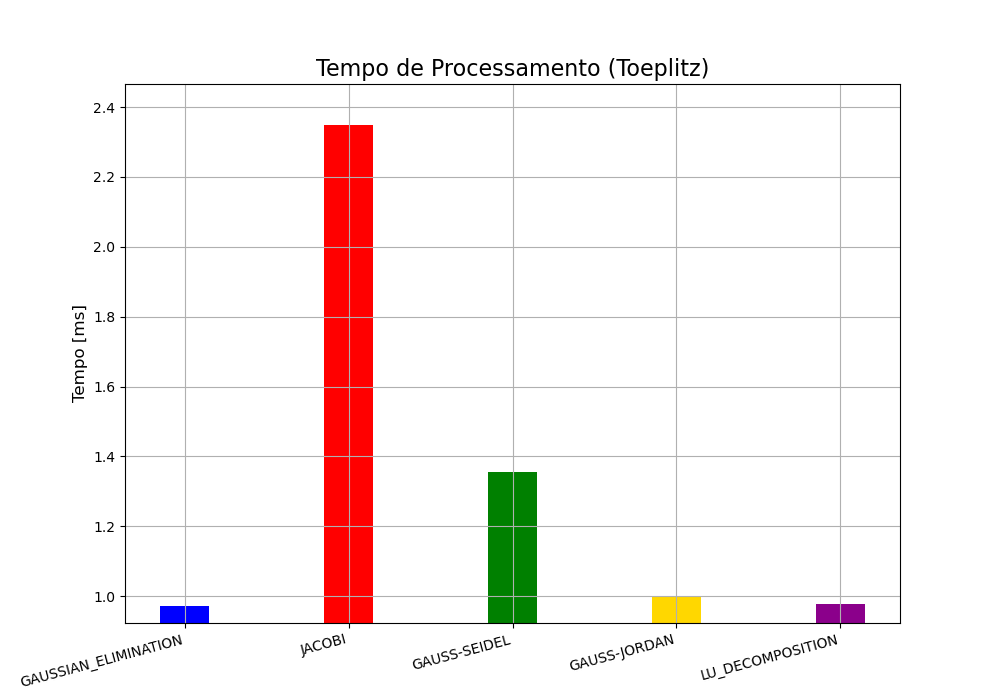 Tempo de Processamento (Toeplitz)
Tempo [ms]
2.4
2.2
2.0
1.8
1.6
1.4
1.2
1.0
GAUSSIAN_ELIMINATION
JACOBI
GAUSS-SEIDEL
GAUSS-JORDAN
LU_DECOMPOSITION